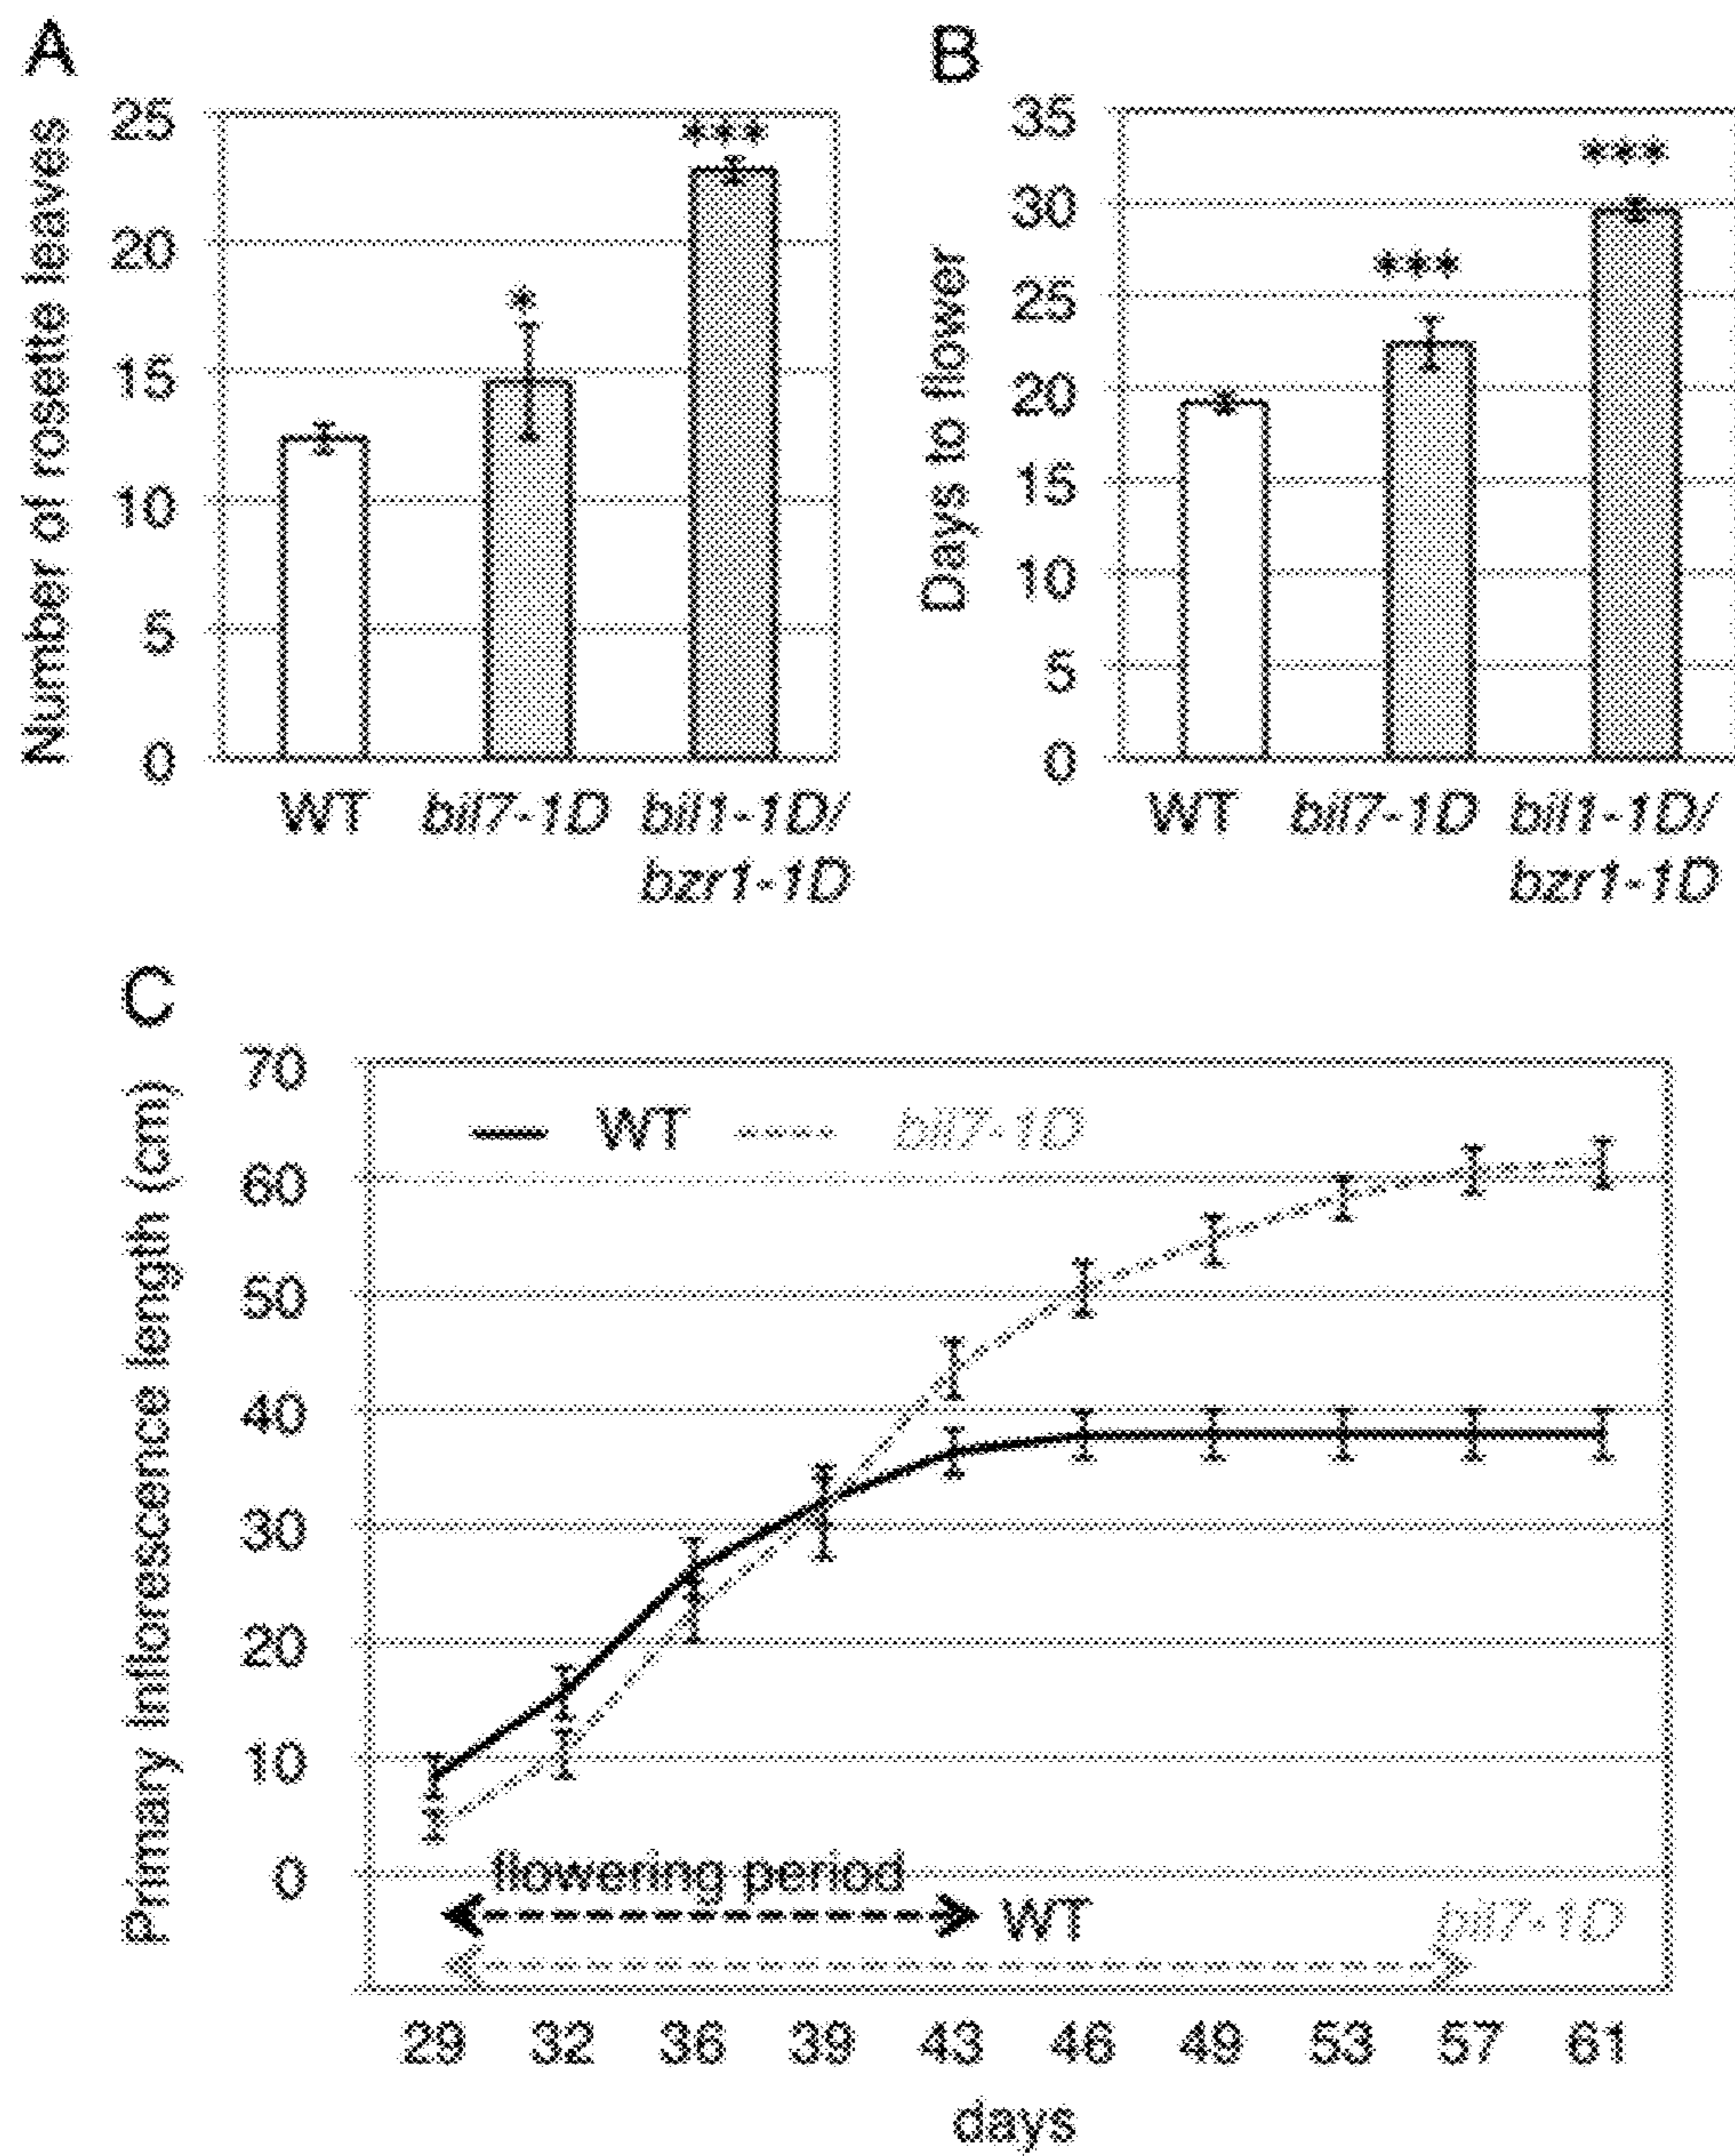 A
Number of rosette leaves
25
20
15
10
5
0
***
*
WT
bil7-1D
bil1-1D/
bzr1-1D
B
Days to flower
35
30
25
20
15
10
5
0
***
***
WT
bil7-1D
bil1-1D/
bzr1-1D
C
Primary inflorescence length (cm)
70
60
50
40
30
20
10
0
WT
bil7-1D
flowering period
WT
bil7-1D
29 32 36 39 43 46 49 53 57 61
days